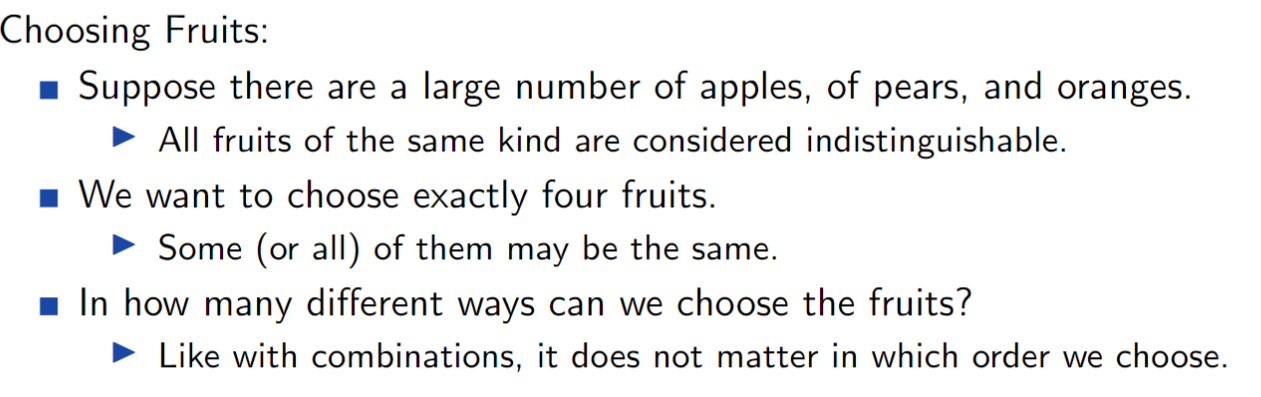 Choosing Fruits:
Suppose there are a large number of apples, of pears, and oranges.
All fruits of the same kind are considered indistinguishable.
We want to choose exactly four fruits.
Some (or all) of them may be the same.
In how many different ways can we choose the fruits?
Like with combinations, it does not matter in which order we choose.